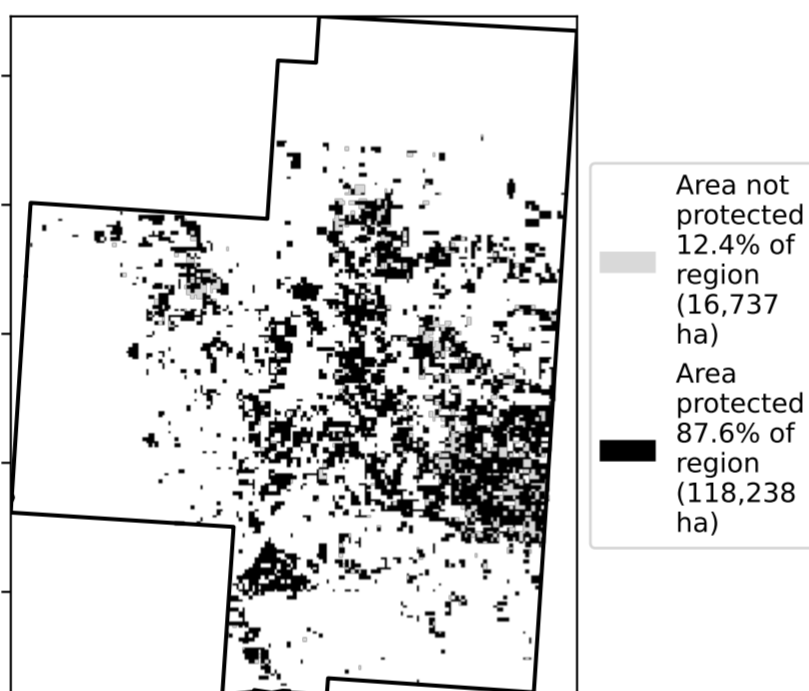 Area not
protected
12.4% of
region
(16,737
ha)
Area
protected
87.6% of
region
(118,238
ha)